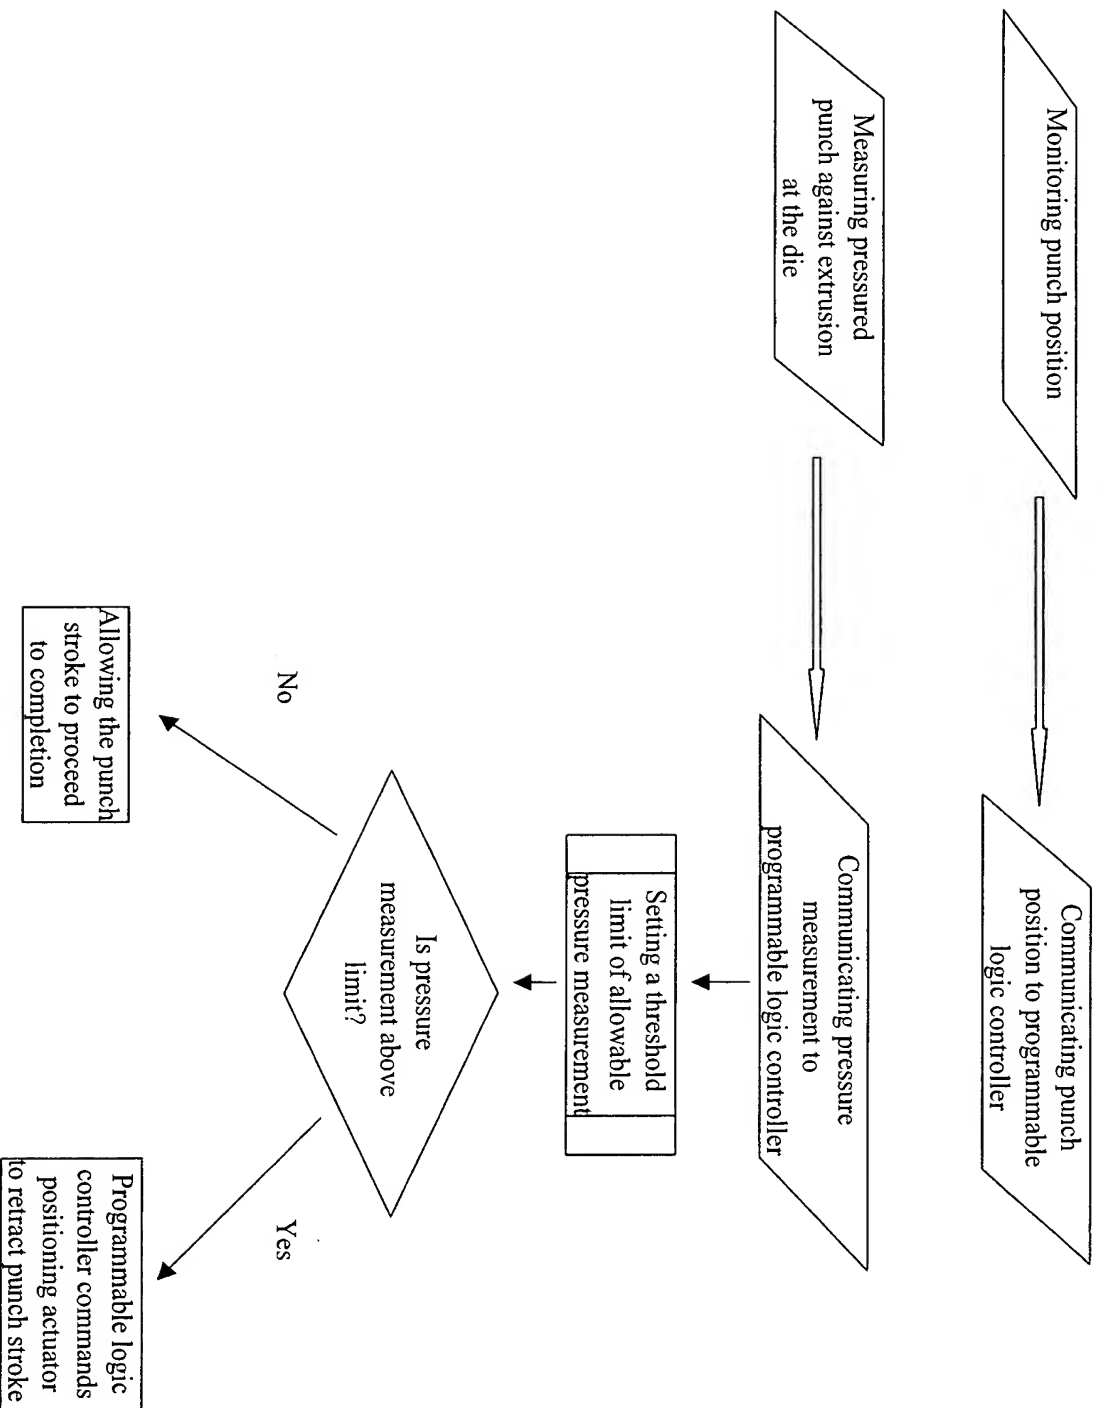 Monitoring punch position
Communicating punch
position to programmable
logic controller
Measuring pressured
punch against extrusion
at the die
Communicating pressure
measurement to
programmable logic controller
Setting a threshold
limit of allowable
pressure measurement
Is pressure
measurement above
limit?
No
Yes
Allowing the punch
stroke to proceed
to completion
Programmable logic
controller commands
positioning actuator
to retract punch stroke